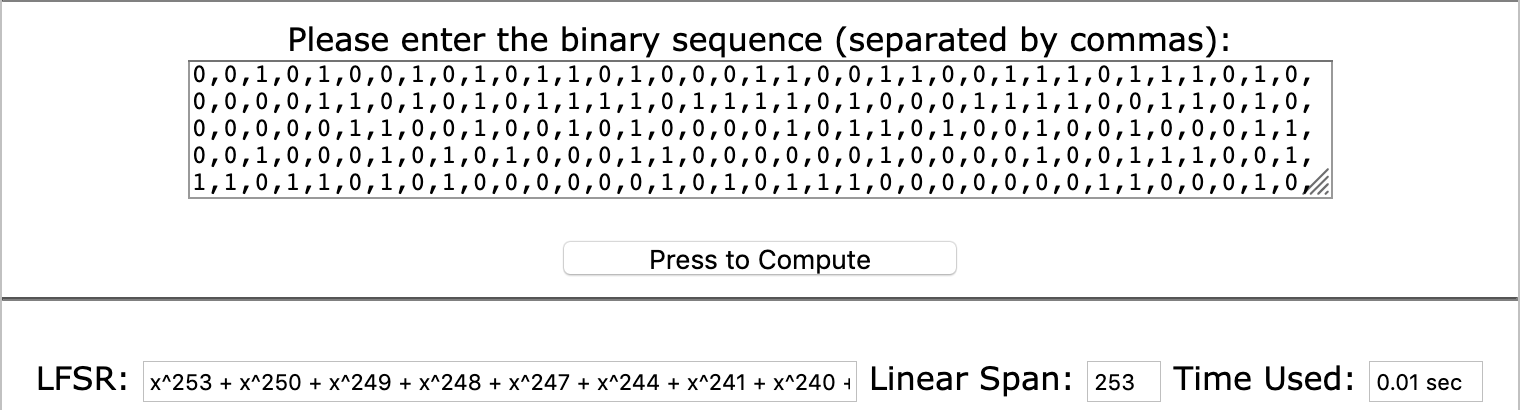 Please enter the binary sequence (separated by commas):
0,0,1,0,1,0,0,1,0,1,0,1,1,0,1,0,0,0,1,1,0,0,1,1,0,0,1,1,1,0,1,1,1,0,1,0,
0,0,0,0,1,1,0,1,0,1,0,1,1,1,1,0,1,1,1,1,0,1,0,0,0,1,1,1,1,0,0,1,1,0,1,0,
0,0,0,0,0,1,1,0,0,1,0,0,1,0,1,0,0,0,0,1,0,1,1,0,1,0,0,1,0,0,1,0,0,0,1,1,
0,0,1,0,0,0,1,0,1,0,1,0,0,0,1,1,0,0,0,0,0,0,1,0,0,0,0,1,0,0,1,1,1,0,0,1,
1,1,0,1,1,0,1,0,1,0,0,0,0,0,0,1,0,1,0,1,1,1,0,0,0,0,0,0,0,1,1,0,0,0,1,0,
Press to Compute
LFSR: x^253 + x^250 + x^249 + x^248 + x^247 + x^244 + x^241 + x^240 + Linear Span: 253 Time Used: 0.01 sec